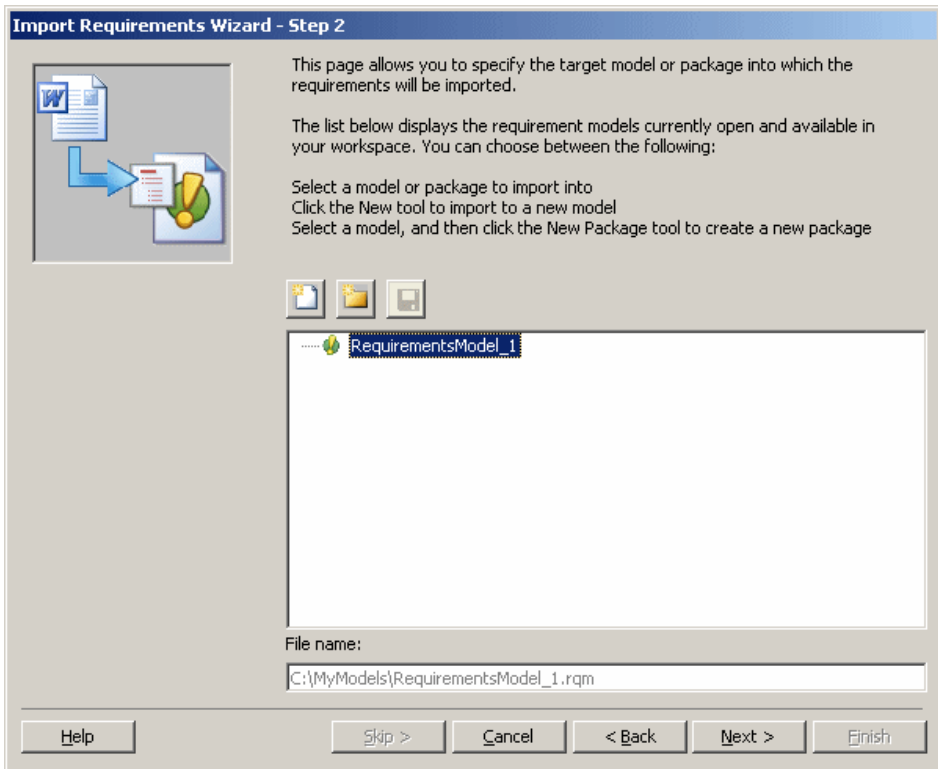 Import Requirements Wizard - Step 2
This page allows you to specify the target model or package into which the
requirements will be imported.
The list below displays the requirement models currently open and available in
your workspace. You can choose between the following:
Select a model or package to import into
Click the New tool to import to a new model
Select a model, and then click the New Package tool to create a new package
W
RequirementsModel_1
File name:
C:\MyModels\RequirementsModel_1.rqm
Help
Skip >
Cancel
< Back
Next >
Finish